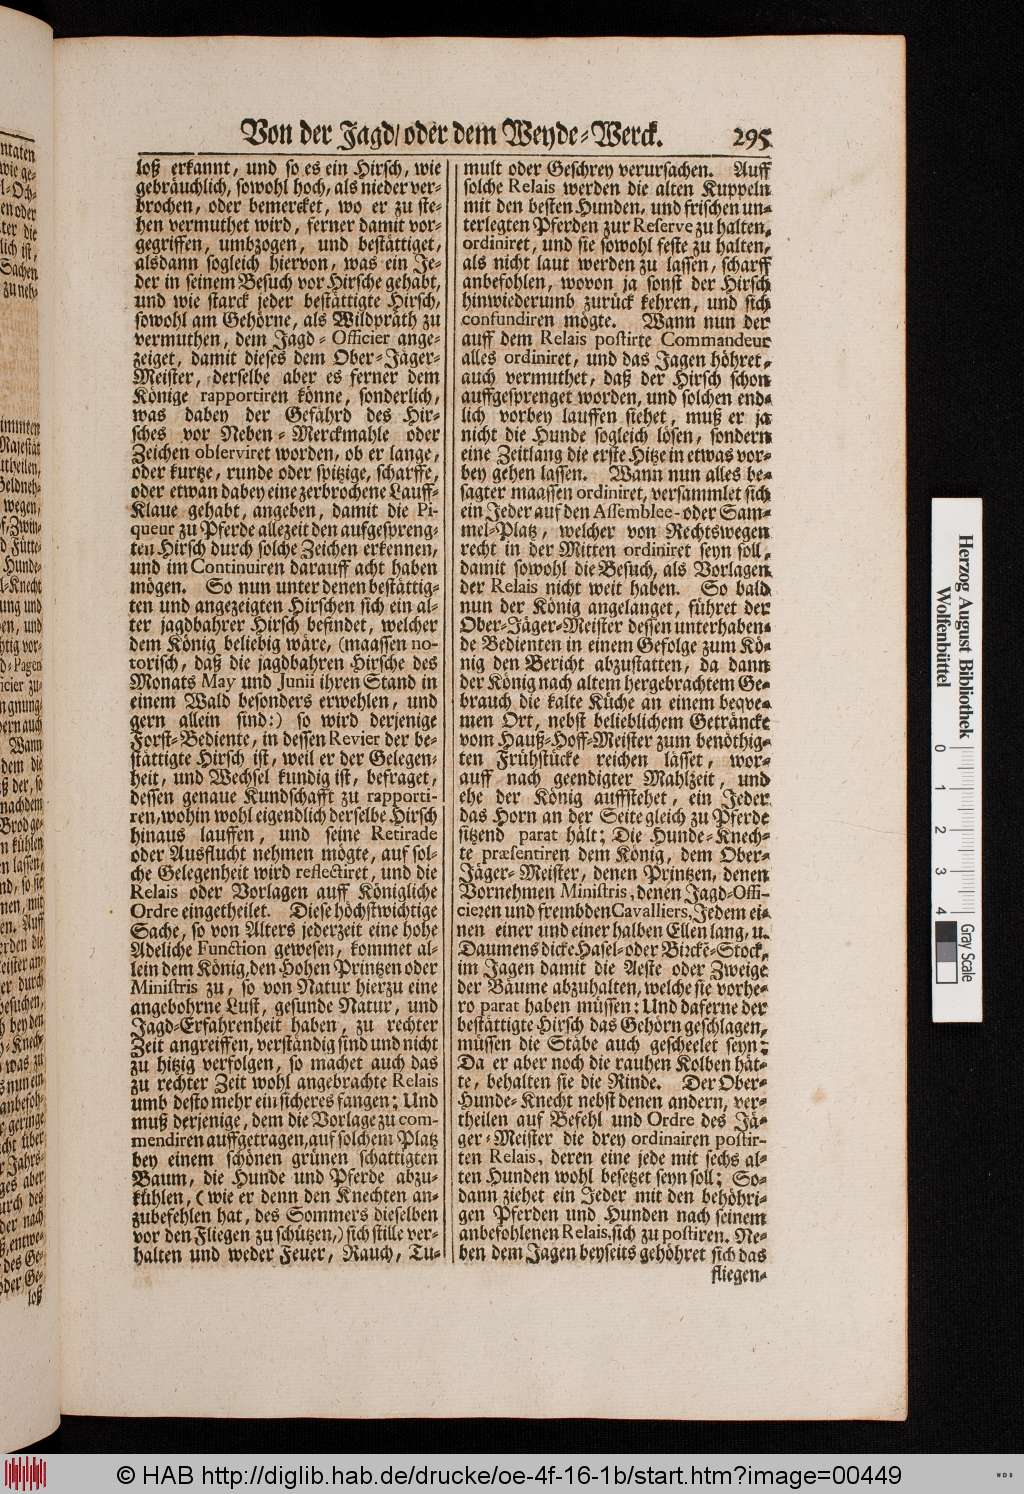 Von der Jagd/ oder dem Weyde-Werck. 295
loß erkannt, und so es ein Hirsch, wie
gebräuchlich, sowohl hoch, als nieder ver-
brochen, oder bemercket, wo er zu ste-
hen vermuthet wird, ferner damit vor-
gegriffen, umbzogen, und bestättiget,
alsdann sogleich hiervon, was ein Je-
der in seinem Besuch vor Hirsche gehabt,
und wie starck jeder bestättigte Hirsch,
sowohl am Gehörne, als Wildpräth zu
vermuthen, dem Jagd-Officier ange-
zeiget, damit dieses dem Ober-Jäger-
Meister, derselbe aber es ferner dem
Könige rapportiren könne, sonderlich,
was dabey der Gefährd des Hir-
sches vor Neben-Merckmahle oder
Zeichen observiret worden, ob er lange,
oder kurtze, runde oder spitzige, scharffe,
oder etwan dabey eine zerbrochene Lauff-
Klaue gehabt, angeben, damit die Pi-
queur zu Pferde allezeit den aufgespreng-
ten Hirsch durch solche Zeichen erkennen,
und im Continuiren darauff acht haben
mögen. So nun unter denen bestättig-
ten und angezeigten Hirschen sich ein al-
ter jagdbahrer Hirsch befindet, welcher
dem König beliebig wäre, (maassen no-
torisch, daß die jagdbahren Hirsche des
Monats May und Junii ihren Stand in
einem Wald besonders erwehlen, und
gern allein sind:) so wird derjenige
Forst-Bediente, in dessen Revier der be-
stättigte Hirsch ist, weil er der Gelegen-
heit, und Wechsel kundig ist, befraget,
dessen genaue Kundschafft zu rapporti-
ren, wohin wohl eigendlich derselbe Hirsch
hinaus lauffen, und seine Retirade
oder Ausflucht nehmen mögte, auf sol-
che Gelegenheit wird reflectiret, und die
Relais oder Vorlagen auff Königliche
Ordre eingetheilet. Diese höchstwichtige
Sache, so von Alters jederzeit eine hohe
Adeliche Function gewesen, kommet al-
lein dem König, den Hohen Printzen oder
Ministris zu, so von Natur hierzu eine
angebohrne Lust, gesunde Natur, und
Jagd-Erfahrenheit haben, zu rechter
Zeit angreiffen, verständig sind und nicht
zu hitzig verfolgen, so machet auch das
zu rechter Zeit wohl angebrachte Relais
umb desto mehr ein sicheres fangen; Und
muß derjenige, dem die Vorlage zu com-
mendiren auffgetragen, auf solchem Platz
bey einem schönen grünen schattigten
Baum, die Hunde und Pferde abzu-
kühlen, (wie er denn den Knechten an-
zubefehlen hat, des Sommers dieselben
vor den Fliegen zu schützen,) sich stille ver-
halten und weder Feuer, Rauch, Tu-
mult oder Geschrey verursachen. Auff
solche Relais werden die alten Kuppeln
mit den besten Hunden, und frischen un-
terlegten Pferden zur Reserve zu halten,
ordiniret, und sie sowohl feste zu halten,
als nicht laut werden zu lassen, scharff
anbefohlen, wovon ja sonst der Hirsch
hinwiederumb zurück kehren, und sich
confundiren mögte. Wann nun der
auff dem Relais postirte Commandeur
alles ordiniret, und das Jagen höhret,
auch vermuthet, daß der Hirsch schon
auffgesprenget worden, und solchen end-
lich vorbey lauffen siehet, muß er ja
nicht die Hunde sogleich lösen, sondern
eine Zeitlang die erste Hitze in etwas vor-
bey gehen lassen. Wann nun alles be-
sagter maassen ordiniret, versammlet sich
ein Jeder auf den Assemblee- oder Sam-
mel-Platz, welcher von Rechtswegen
recht in der Mitten ordiniret seyn soll,
damit sowohl die Besuch, als Vorlagen
der Relais nicht weit haben. So bald
nun der König angelanget, führet der
Ober-Jäger-Meister dessen unterhaben-
de Bedienten in einem Gefolge zum Kö-
nig den Bericht abzustatten, da dann
der König nach altem hergebrachtem Ge-
brauch die kalte Küche an einem beqve-
men Ort, nebst belieblichem Geträncke
vom Hauß-Hoff-Meister zum benöthig-
ten Frühstücke reichen lässet, wor-
auff nach geendigter Mahlzeit, und
ehe der König auffstehet, ein Jeder
das Horn an der Seite gleich zu Pferde
sitzend parat hält; Die Hunde-Knech-
te præsentiren dem König, dem Ober-
Jäger-Meister, denen Printzen, denen
Vornehmen Ministris, denen Jagd-Offi-
cieren und frembden Cavalliers, Jedem ei-
nen einer und einer halben Ellen lang, u.
Daumens dicke Hasel- oder Birckē-Stock,
im Jagen damit die Aeste oder Zweige
der Bäume abzuhalten, welche sie vorhe-
ro parat haben müssen: Und daferne der
bestättigte Hirsch das Gehörn geschlagen,
müssen die Stäbe auch gescheelet seyn:
Da er aber noch die rauhen Kolben hät-
te, behalten sie die Rinde. Der Ober-
Hunde-Knecht nebst denen andern, ver-
theilen auf Befehl und Ordre des Jä-
ger-Meister die drey ordinairen postir-
ten Relais, deren eine jede mit sechs al-
ten Hunden wohl besetzet seyn soll; So-
dann ziehet ein Jeder mit den behöhri-
gen Pferden und Hunden nach seinem
anbefohlenen Relais, sich zu postiren. Ne-
ben dem Jagen beyseits gehöhret sich das
fliegen-
Herzog August Bibliothek
Wolfenbüttel
0 1 2 3 4
Gray Scale
© HAB http://diglib.hab.de/drucke/oe-4f-16-1b/start.htm?image=00449